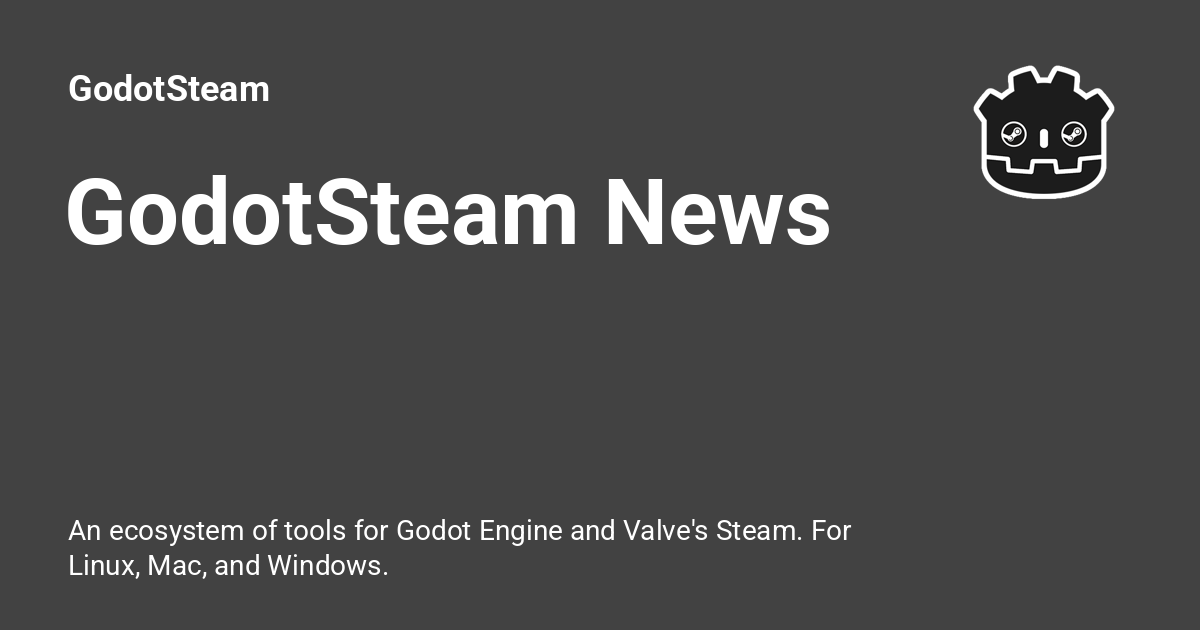 GodotSteam
GodotSteam News
An ecosystem of tools for Godot Engine and Valve's Steam. For
Linux, Mac, and Windows.